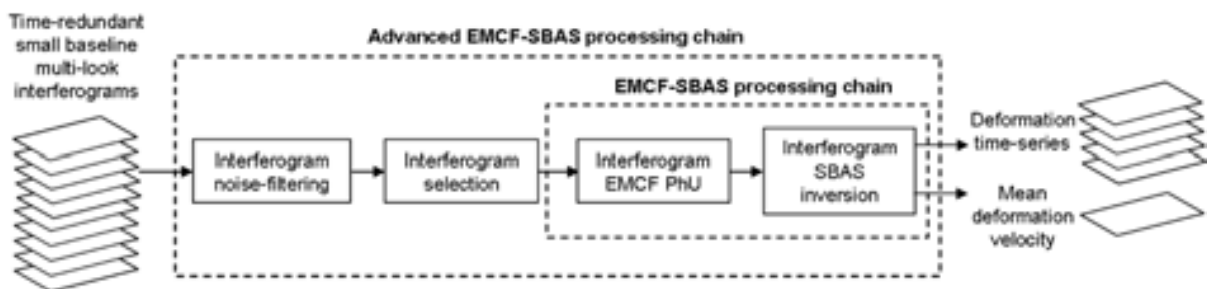 Time-redundant
small baseline
multi-look
interferograms
Advanced EMCF-SBAS processing chain
EMCF-SBAS processing chain
Interferogram
noise-filtering
Interferogram
selection
Interferogram
EMCF PhU
Interferogram
SBAS
inversion
Deformation
time-series
Mean
deformation
velocity